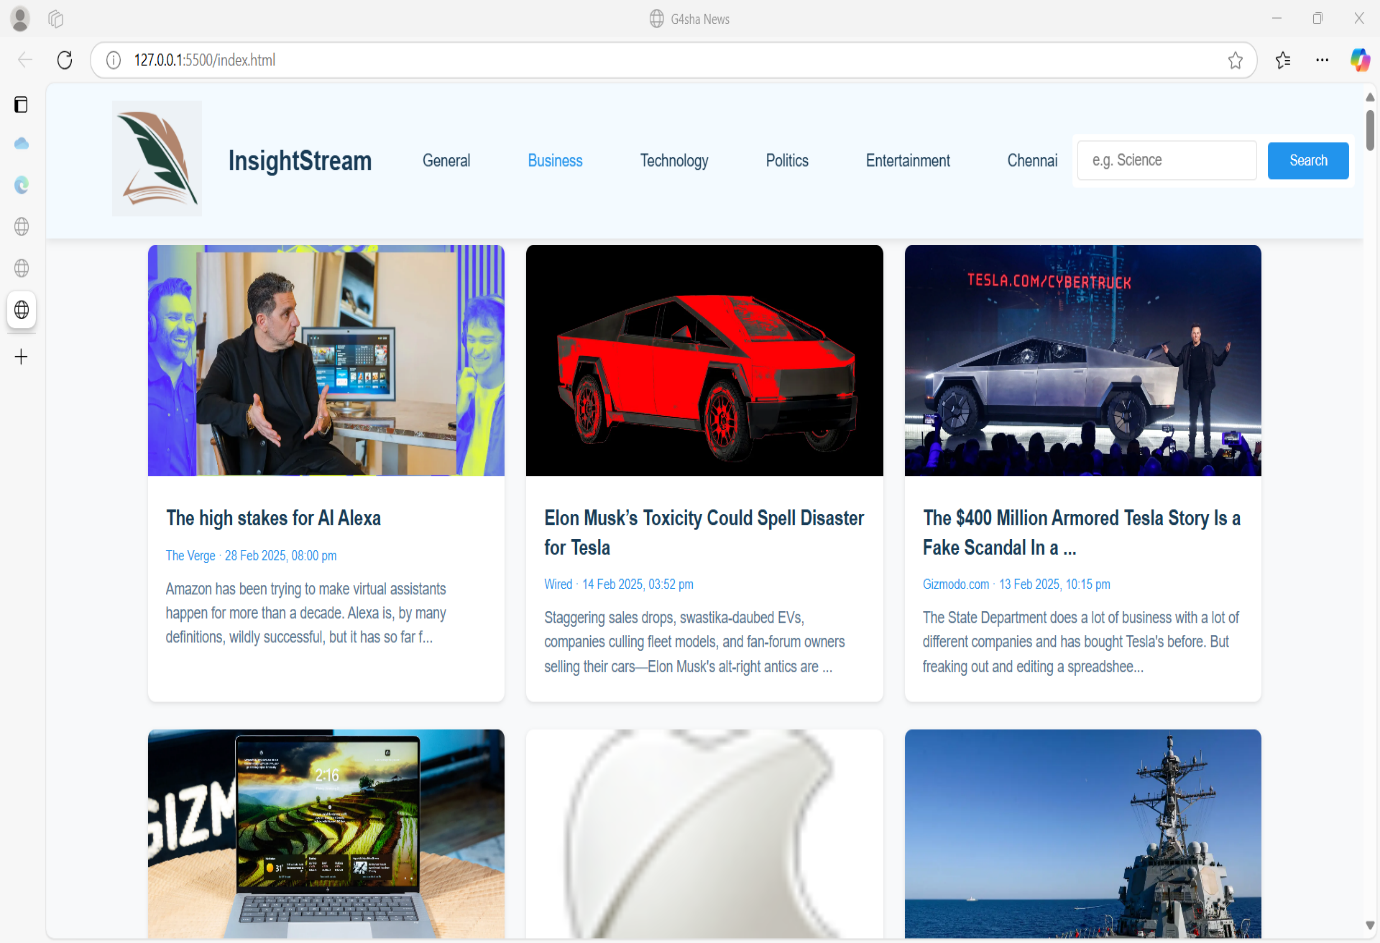 G4sha News
127.0.0.1:5500/index.html
InsightStream
General
Business
Technology
Politics
Entertainment
Chennai
e.g. Science
Search
TESLA.COM/CYBERTRUCK
The high stakes for AI Alexa
The Verge · 28 Feb 2025, 08:00 pm
Amazon has been trying to make virtual assistants
happen for more than a decade. Alexa is, by many
definitions, wildly successful, but it has so far f...
Elon Musk’s Toxicity Could Spell Disaster
for Tesla
Wired · 14 Feb 2025, 03:52 pm
Staggering sales drops, swastika-daubed EVs,
companies culling fleet models, and fan-forum owners
selling their cars—Elon Musk's alt-right antics are ...
The $400 Million Armored Tesla Story Is a
Fake Scandal In a ...
Gizmodo.com · 13 Feb 2025, 10:15 pm
The State Department does a lot of business with a lot of
different companies and has bought Tesla's before. But
freaking out and editing a spreadshee...
GIZM
2:16